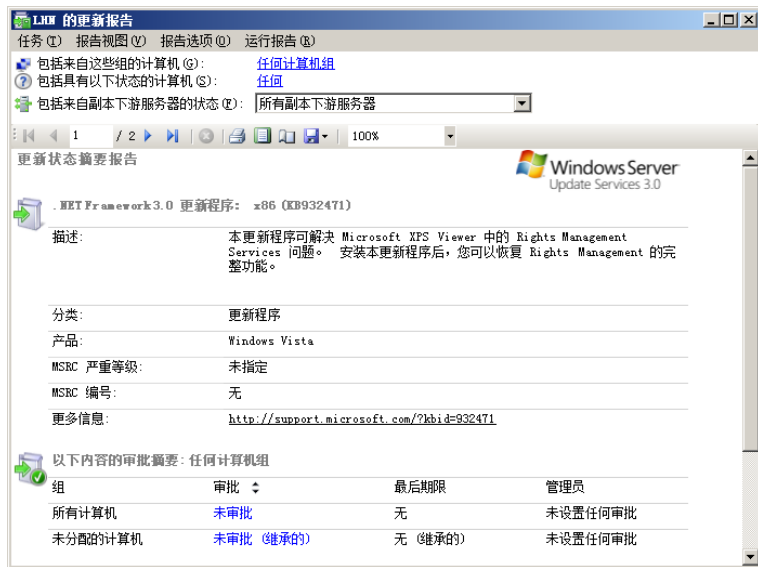 LHM 的更新报告
任务(T) 报告视图(V) 报告选项(O) 运行报告(R)
包括来自这些组的计算机(G): 任何计算机组
包括具有以下状态的计算机(S): 任何
包括来自副本下游服务器的状态(F): 所有副本下游服务器
1 / 2 100%
更新状态摘要报告
Windows Server
Update Services 3.0
.NET Framework 3.0 更新程序: x86 (KB932471)
描述: 本更新程序可解决 Microsoft XPS Viewer 中的 Rights Management
Services 问题。 安装本更新程序后，您可以恢复 Rights Management 的完
整功能。
分类: 更新程序
产品: Windows Vista
MSRC 严重等级: 未指定
MSRC 编号: 无
更多信息: http://support.microsoft.com/?kbid=932471
以下内容的审批摘要: 任何计算机组
组 审批 最后期限 管理员
所有计算机 未审批 无 未设置任何审批
未分配的计算机 未审批 (继承的) 无 (继承的) 未设置任何审批